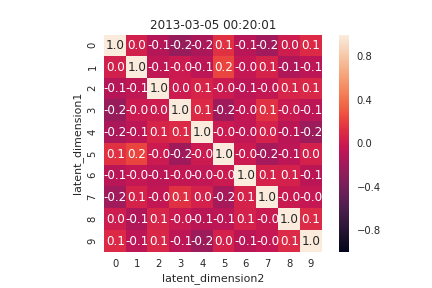 2013-03-05 00:20:01
0 1.0 0.0 -0.1 -0.2 -0.2 0.1 -0.1 -0.2 0.0 0.1
1 0.0 1.0 -0.1 -0.0 -0.1 0.2 -0.0 0.1 -0.1 -0.1
2 -0.1 -0.1 1.0 0.0 0.1 -0.0 -0.1 -0.0 0.1 0.1
3 -0.2 -0.0 0.0 1.0 0.1 -0.2 -0.0 0.1 -0.0 -0.1
4 -0.2 -0.1 0.1 0.1 1.0 -0.0 -0.0 0.0 -0.1 -0.2
5 0.1 0.2 -0.0 -0.2 -0.0 1.0 -0.0 -0.2 -0.1 0.0
6 -0.1 -0.0 -0.1 -0.0 -0.0 -0.0 1.0 0.1 0.1 -0.1
7 -0.2 0.1 -0.0 0.1 0.0 -0.2 0.1 1.0 -0.0 -0.0
8 0.0 -0.1 0.1 -0.0 -0.1 -0.1 0.1 -0.0 1.0 0.1
9 0.1 -0.1 0.1 -0.1 -0.2 0.0 -0.1 -0.0 0.1 1.0
0 1 2 3 4 5 6 7 8 9
latent_dimension2
latent_dimension1
0.8
0.4
0.0
-0.4
-0.8